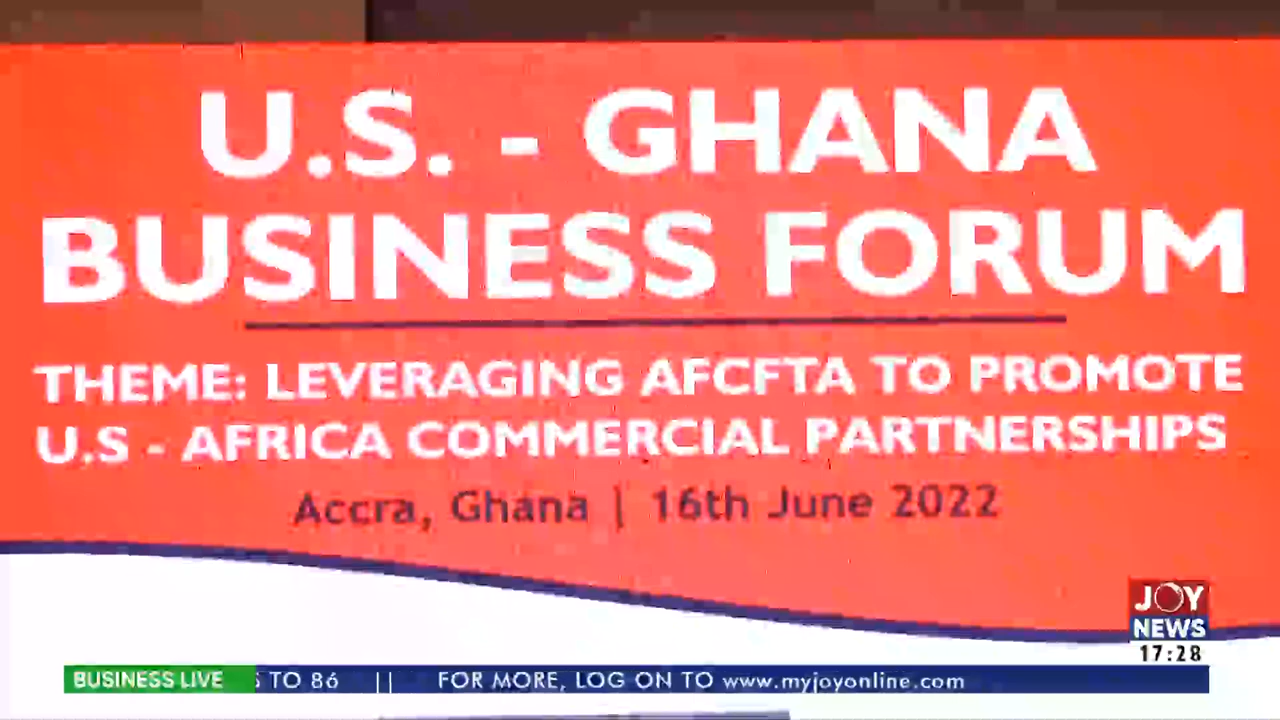 U.S. - GHANA
BUSINESS FORUM
THEME: LEVERAGING AFCFTA TO PROMOTE
U.S - AFRICA COMMERCIAL PARTNERSHIPS
Accra, Ghana | 16th June 2022
JOY
NEWS
17:28
BUSINESS LIVE TO 86 || FOR MORE, LOG ON TO www.myjoyonline.com